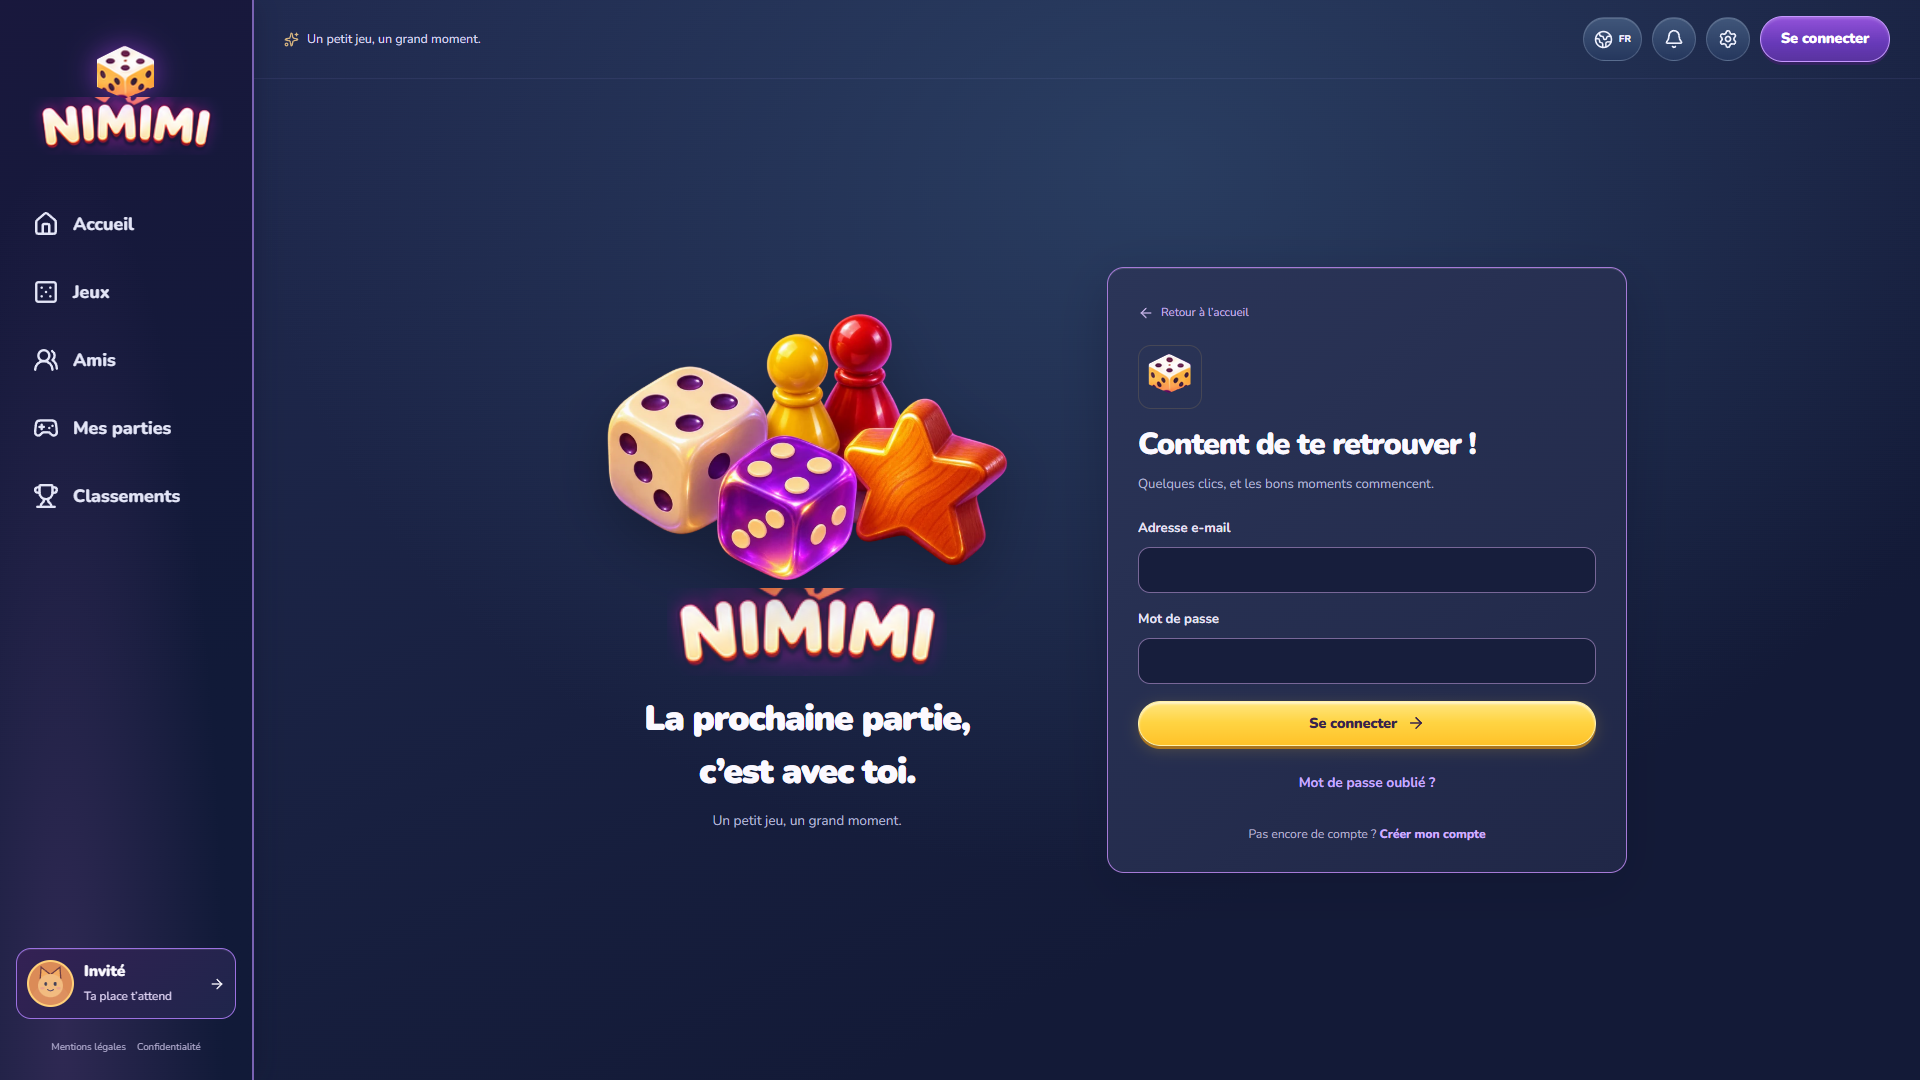 NIMIMI
Accueil
Jeux
Amis
Mes parties
Classements
Invité
Ta place t'attend
Mentions légales Confidentialité
Un petit jeu, un grand moment.
FR
Se connecter
NIMIMI
La prochaine partie,
c’est avec toi.
Un petit jeu, un grand moment.
Retour à l'accueil
Content de te retrouver !
Quelques clics, et les bons moments commencent.
Adresse e-mail
Mot de passe
Se connecter
Mot de passe oublié ?
Pas encore de compte ? Créer mon compte